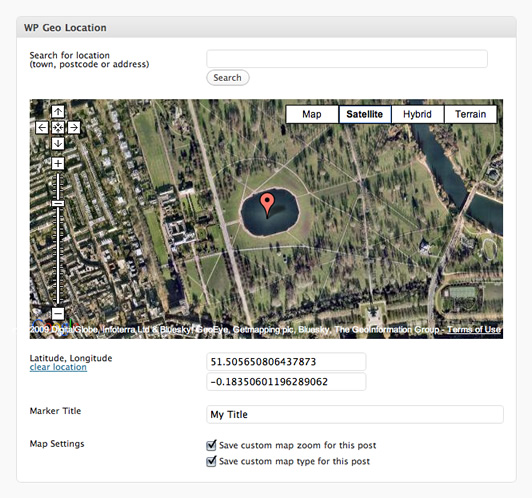 WP Geo Location
Search for location
(town, postcode or address)
Search
Map Satellite Hybrid Terrain
2009 DigitalGlobe, Infoterra Ltd & Bluesky, GeoEye, Getmapping plc, Bluesky, The GeoInformation Group - Terms of Use
Latitude, Longitude
clear location
51.505650806437873
-0.18350601196289062
Marker Title
My Title
Map Settings
Save custom map zoom for this post
Save custom map type for this post